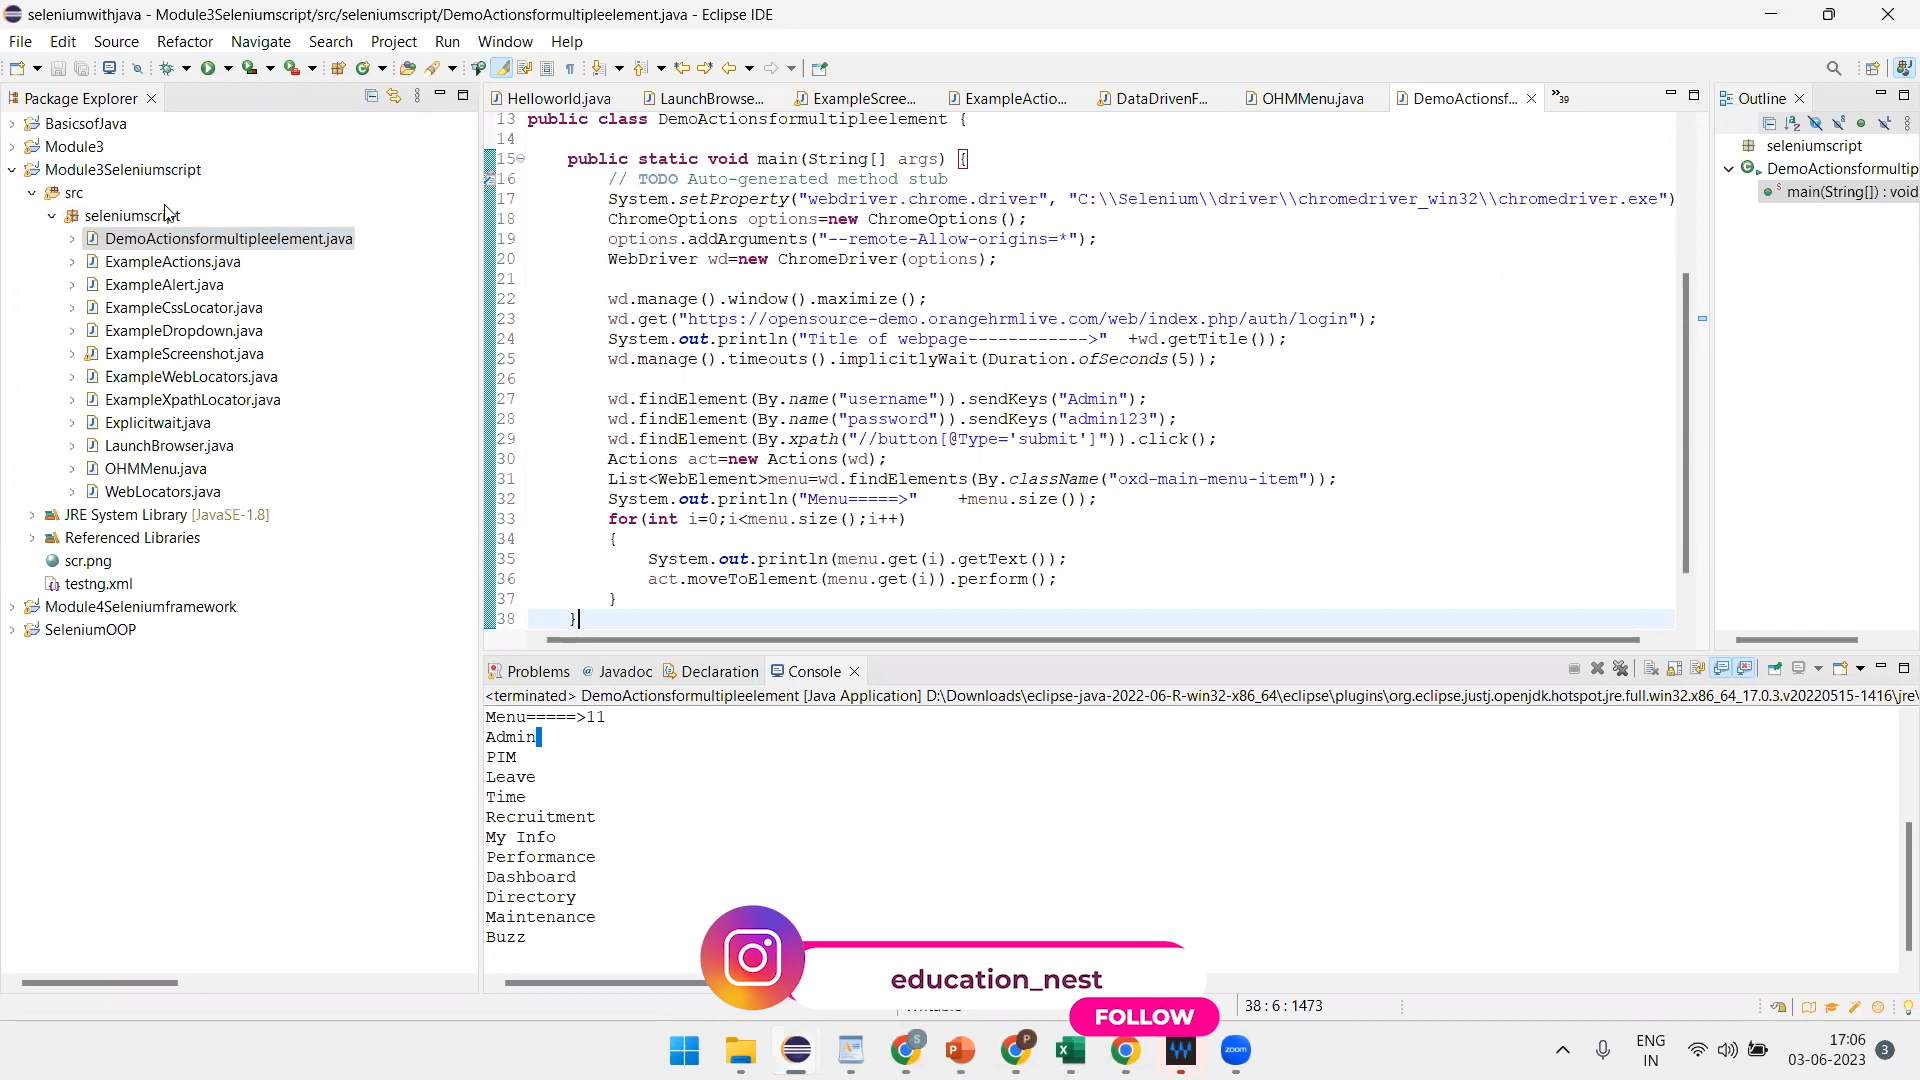 seleniumwithjava - Module3Seleniumscript/src/seleniumscript/DemoActionsformultipleelement.java - Eclipse IDE
File Edit Source Refactor Navigate Search Project Run Window Help
Package Explorer
BasicsofJava
Module3
Module3Seleniumscript
src
seleniumscript
DemoActionsformultipleelement.java
ExampleActions.java
ExampleAlert.java
ExampleCssLocator.java
ExampleDropdown.java
ExampleScreenshot.java
ExampleWebLocators.java
ExampleXpathLocator.java
Explicitwait.java
LaunchBrowser.java
OHMMenu.java
WebLocators.java
JRE System Library [JavaSE-1.8]
Referenced Libraries
scr.png
testng.xml
Module4Seleniumframework
SeleniumOOP
Helloworld.java LaunchBrowse... ExampleScree... ExampleActio... DataDrivenF... OHMMenu.java DemoActionsf... »39
13 public class DemoActionsformultipleelement {
14
15 public static void main(String[] args) {
16 // TODO Auto-generated method stub
17 System.setProperty("webdriver.chrome.driver", "C:\\Selenium\\driver\\chromedriver_win32\\chromedriver.exe")
18 ChromeOptions options=new ChromeOptions();
19 options.addArguments("--remote-Allow-origins=*");
20 WebDriver wd=new ChromeDriver(options);
21
22 wd.manage().window().maximize();
23 wd.get("https://opensource-demo.orangehrmlive.com/web/index.php/auth/login");
24 System.out.println("Title of webpage------------>" +wd.getTitle());
25 wd.manage().timeouts().implicitlyWait(Duration.ofSeconds(5));
26
27 wd.findElement(By.name("username")).sendKeys("Admin");
28 wd.findElement(By.name("password")).sendKeys("admin123");
29 wd.findElement(By.xpath("//button[@Type='submit']")).click();
30 Actions act=new Actions(wd);
31 List<WebElement>menu=wd.findElements(By.className("oxd-main-menu-item"));
32 System.out.println("Menu=====>" +menu.size());
33 for(int i=0;i<menu.size();i++)
34 {
35 System.out.println(menu.get(i).getText());
36 act.moveToElement(menu.get(i)).perform();
37 }
38 }
Outline
seleniumscript
DemoActionsformultip
main(String[]) : void
Problems @ Javadoc Declaration Console
<terminated> DemoActionsformultipleelement [Java Application] D:\Downloads\eclipse-java-2022-06-R-win32-x86_64\eclipse\plugins\org.eclipse.justj.openjdk.hotspot.jre.full.win32.x86_64_17.0.3.v20220515-1416\jre\
Menu=====>11
Admin
PIM
Leave
Time
Recruitment
My Info
Performance
Dashboard
Directory
Maintenance
Buzz
education_nest
FOLLOW
38 : 6 : 1473
S P P zoom
ENG
IN
17:06
03-06-2023
3